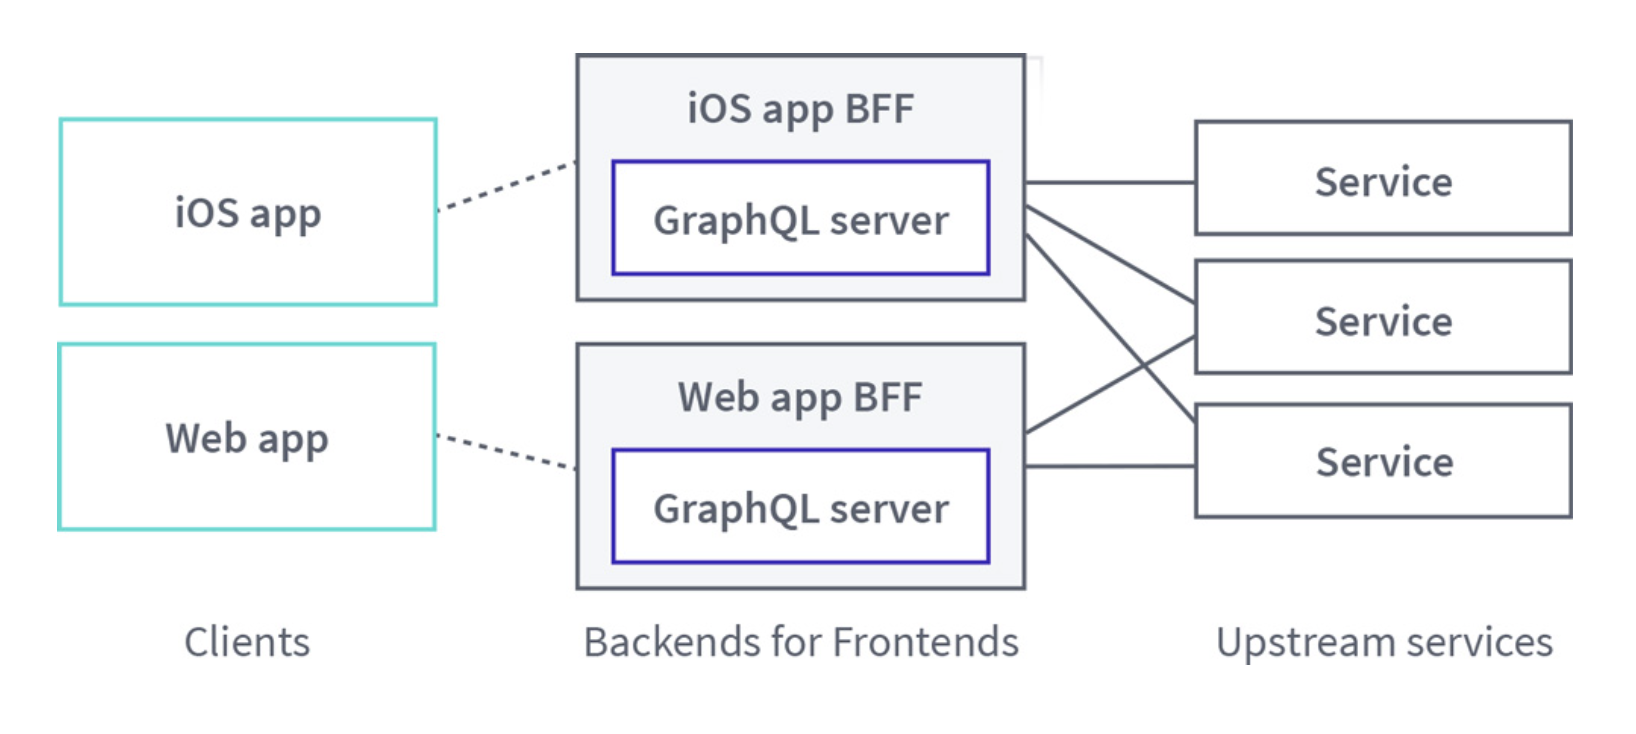 iOS app BFF
iOS app
GraphQL server
Service
Service
Web app BFF
Web app
GraphQL server
Service
Clients
Backends for Frontends
Upstream services